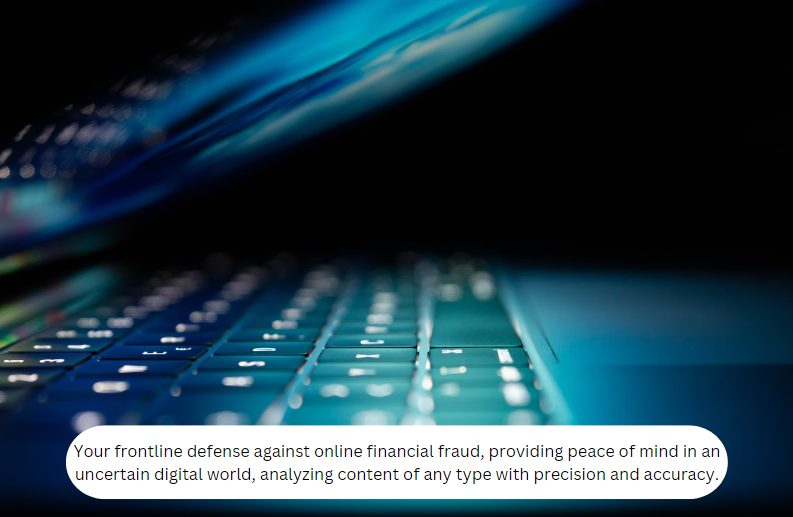 Your frontline defense against online financial fraud, providing peace of mind in an
uncertain digital world, analyzing content of any type with precision and accuracy.